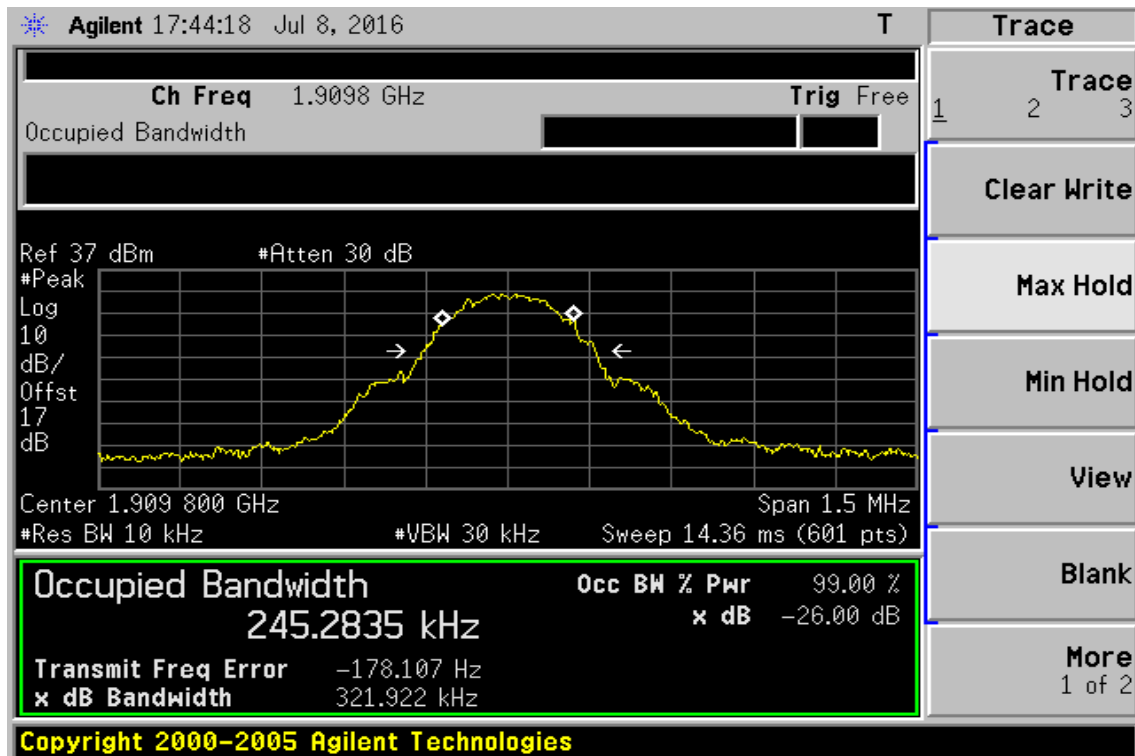 Agilent 17:44:18 Jul 8, 2016 T
Trace
Ch Freq 1.9098 GHz Trig Free
Occupied Bandwidth
Trace
1 2 3
Clear Write
Max Hold
Min Hold
View
Blank
More
1 of 2
Ref 37 dBm #Atten 30 dB
#Peak
Log
10
dB/
Offst
17
dB
Center 1.909 800 GHz Span 1.5 MHz
#Res BW 10 kHz #VBW 30 kHz Sweep 14.36 ms (601 pts)
Occupied Bandwidth Occ BW % Pwr 99.00 %
245.2835 kHz x dB -26.00 dB
Transmit Freq Error -178.107 Hz
x dB Bandwidth 321.922 kHz
Copyright 2000-2005 Agilent Technologies